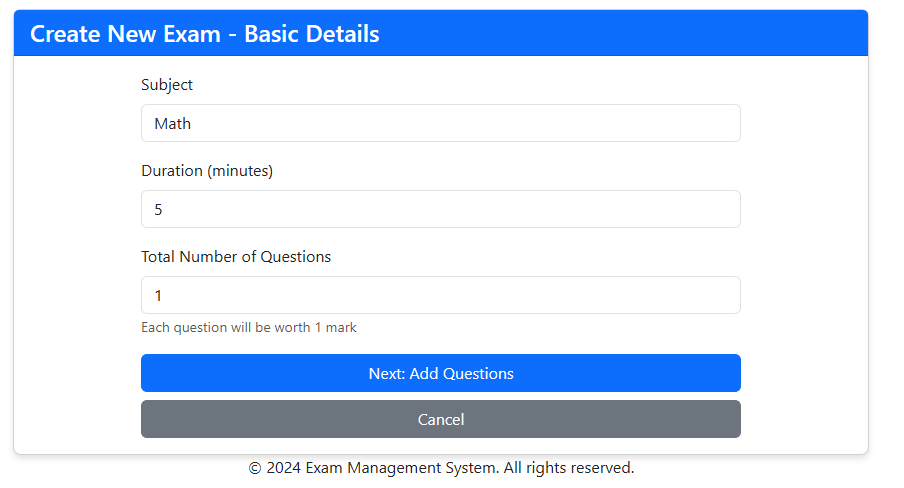 Create New Exam - Basic Details
Subject
Math
Duration (minutes)
5
Total Number of Questions
1
Each question will be worth 1 mark
Next: Add Questions
Cancel
© 2024 Exam Management System. All rights reserved.